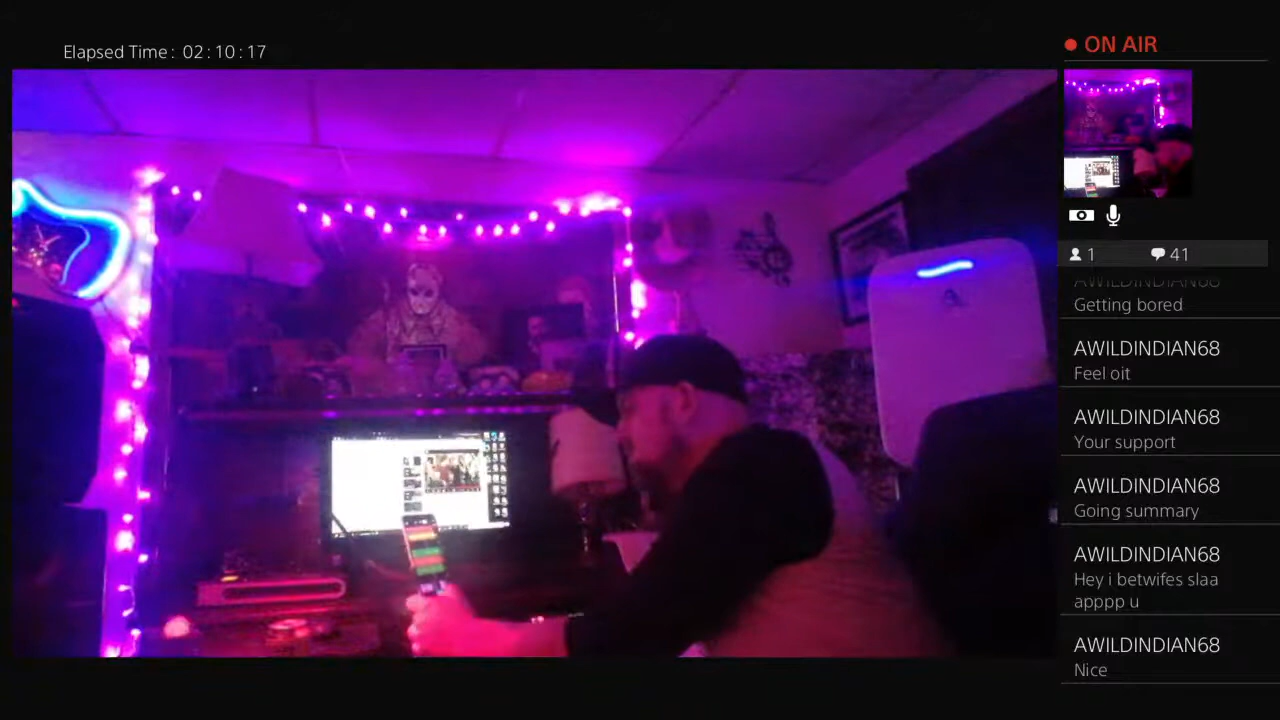 Elapsed Time: 02:10:17
ON AIR
1
41
AWILDINDIAN68
Getting bored
AWILDINDIAN68
Feel oit
AWILDINDIAN68
Your support
AWILDINDIAN68
Going summary
AWILDINDIAN68
Hey i betwifes slaa
apppp u
AWILDINDIAN68
Nice